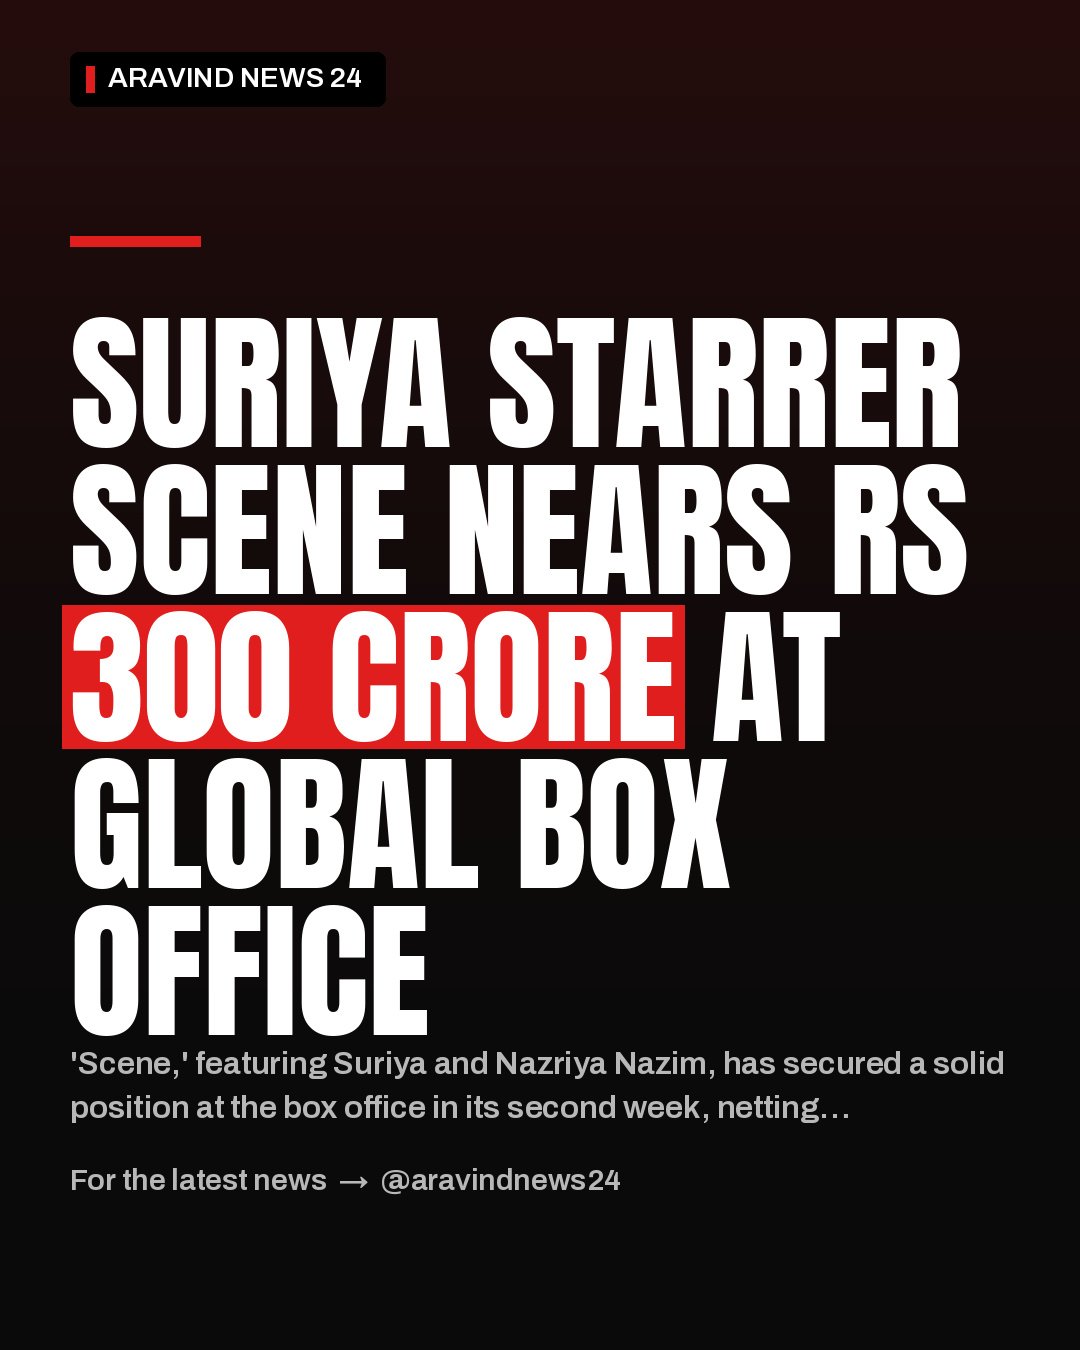 ARAVIND NEWS 24
SURIYA STARRER
SCENE NEARS RS
300 CRORE AT
GLOBAL BOX
OFFICE
'Scene,' featuring Suriya and Nazriya Nazim, has secured a solid
position at the box office in its second week, netting...
For the latest news → @aravindnews24